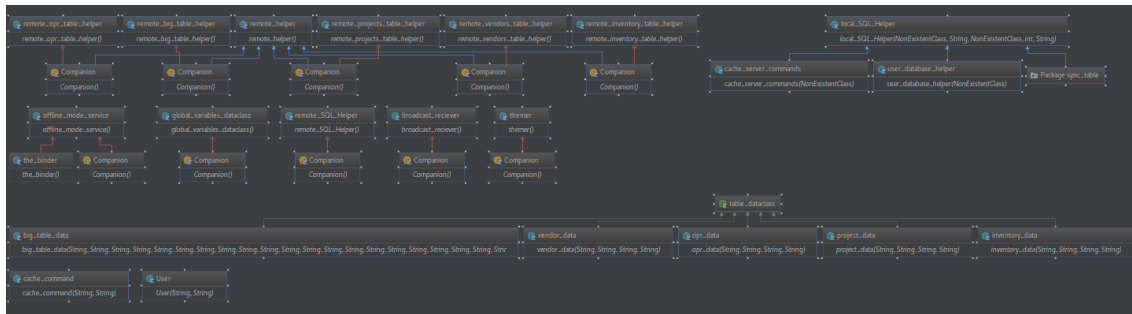 remote_opr_table_helper
remote_opr_table_helper()
remote_big_table_helper
remote_big_table_helper()
remote_helper
remote_helper()
remote_projects_table_helper
remote_projects_table_helper()
remote_vendors_table_helper
remote_vendors_table_helper()
remote_inventory_table_helper
remote_inventory_table_helper()
local_SQL_Helper
local_SQL_Helper(NonExistentClass, String, NonExistentClass, int, String)
Companion
Companion()
Companion
Companion()
Companion
Companion()
Companion
Companion()
Companion
Companion()
cache_server_commands
cache_server_commands(NonExistentClass)
user_database_helper
user_database_helper(NonExistentClass)
Package sync_table
offline_mode_service
offline_mode_service()
global_variables_dataclass
global_variables_dataclass()
remote_SQL_Helper
remote_SQL_Helper()
broadcast_reciever
broadcast_reciever()
themer
themer()
the_binder
the_binder()
Companion
Companion()
Companion
Companion()
Companion
Companion()
Companion
Companion()
Companion
Companion()
table_dataclass
big_table_data
big_table_data(String, String, String, String, String, String, String, String, String, String, String, String, String, String, String, String, String, String, Strir
vendor_data
vendor_data(String, String, String, String)
opr_data
opr_data(String, String, String, String)
project_data
project_data(String, String, String, String)
inventory_data
inventory_data(String, String, String, String)
cache_command
cache_command(String, String)
User
User(String, String)